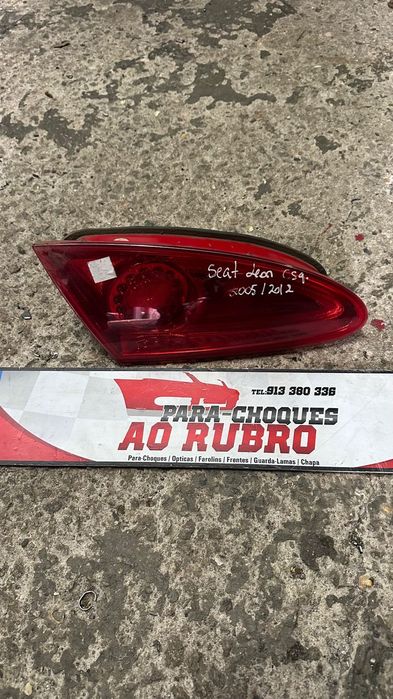 Seat Leon esq.
2005/2012
TEL:913 380 336
PARA-CHOQUES
AO RUBRO
Para-Choques / Opticas / Farolins / Frentes / Guarda-Lamas / Chapa